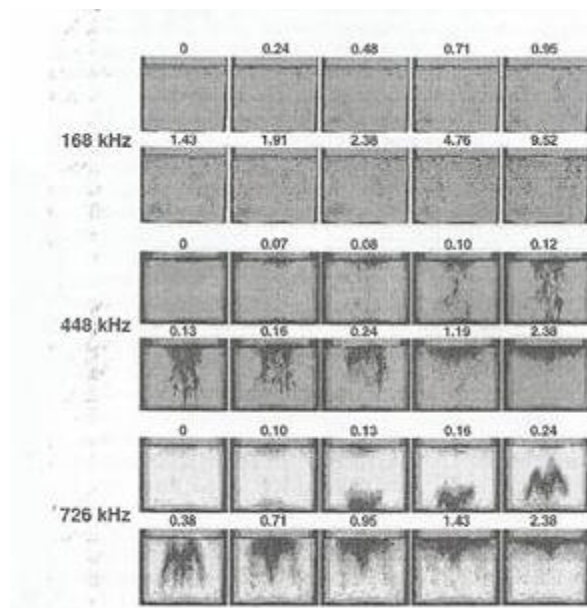 0 0.24 0.48 0.71 0.95
168 kHz
1.43 1.91 2.38 4.76 9.52
0 0.07 0.08 0.10 0.12
448 kHz
0.13 0.16 0.24 1.19 2.38
0 0.10 0.13 0.16 0.24
726 kHz
0.38 0.71 0.95 1.43 2.38